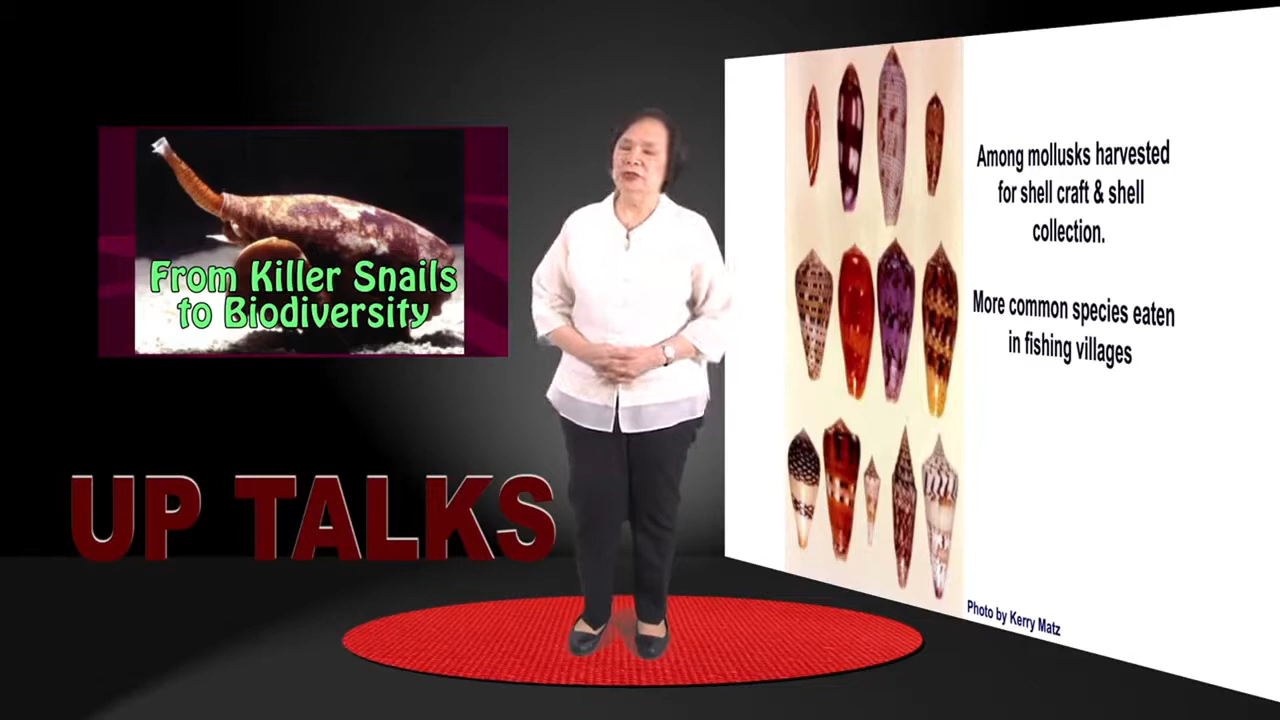 From Killer Snails
to Biodiversity
UP TALKS
Among mollusks harvested
for shell craft & shell
collection.
More common species eaten
in fishing villages
Photo by Kerry Matz